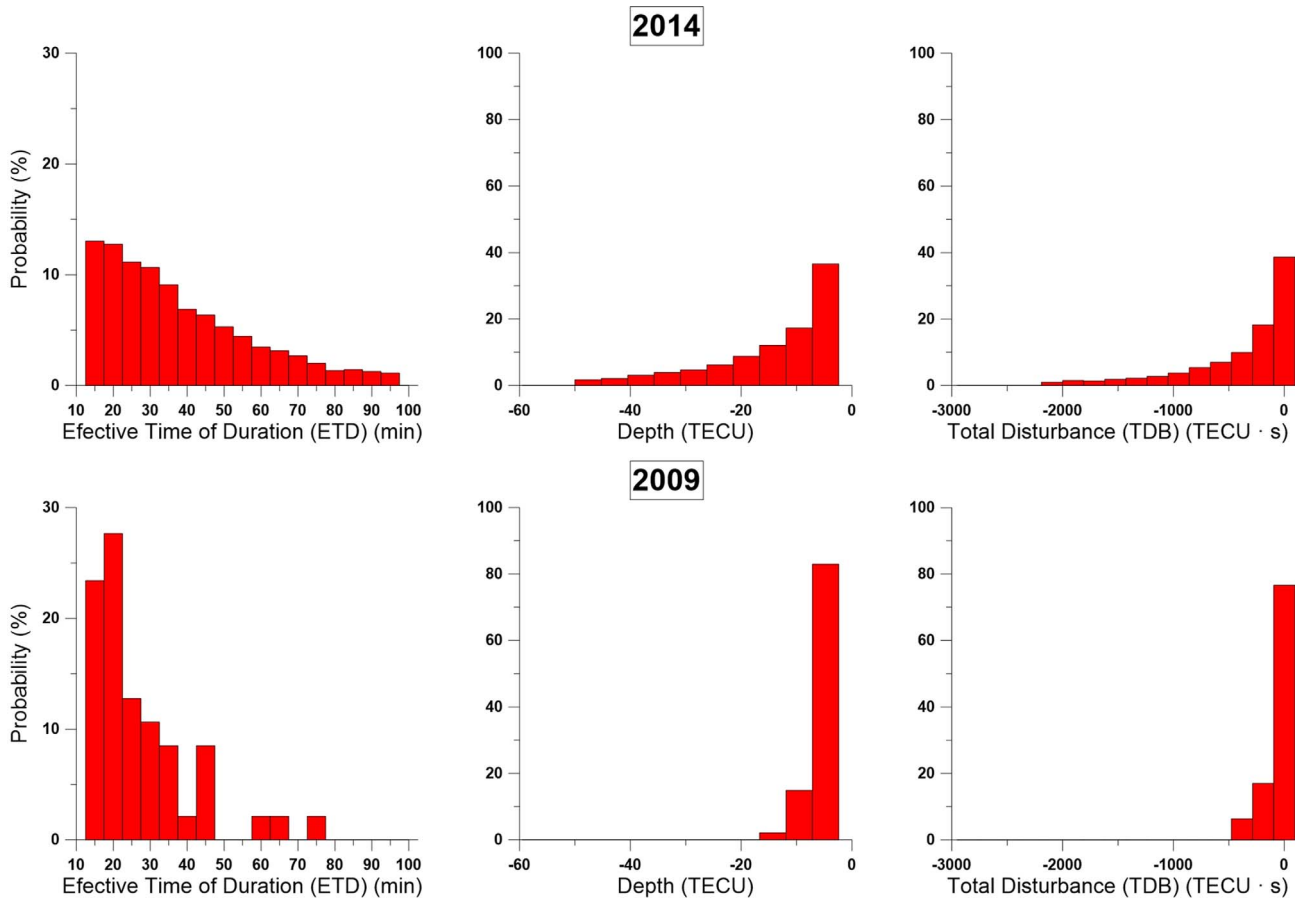 2014
30
20
10
0
Probability (%)
10 20 30 40 50 60 70 80 90 100
Efective Time of Duration (ETD) (min)
100
80
60
40
20
0
-60 -40 -20 0
Depth (TECU)
100
80
60
40
20
0
-3000 -2000 -1000 0
Total Disturbance (TDB) (TECU · s)
2009
30
20
10
0
Probability (%)
10 20 30 40 50 60 70 80 90 100
Efective Time of Duration (ETD) (min)
100
80
60
40
20
0
-60 -40 -20 0
Depth (TECU)
100
80
60
40
20
0
-3000 -2000 -1000 0
Total Disturbance (TDB) (TECU · s)